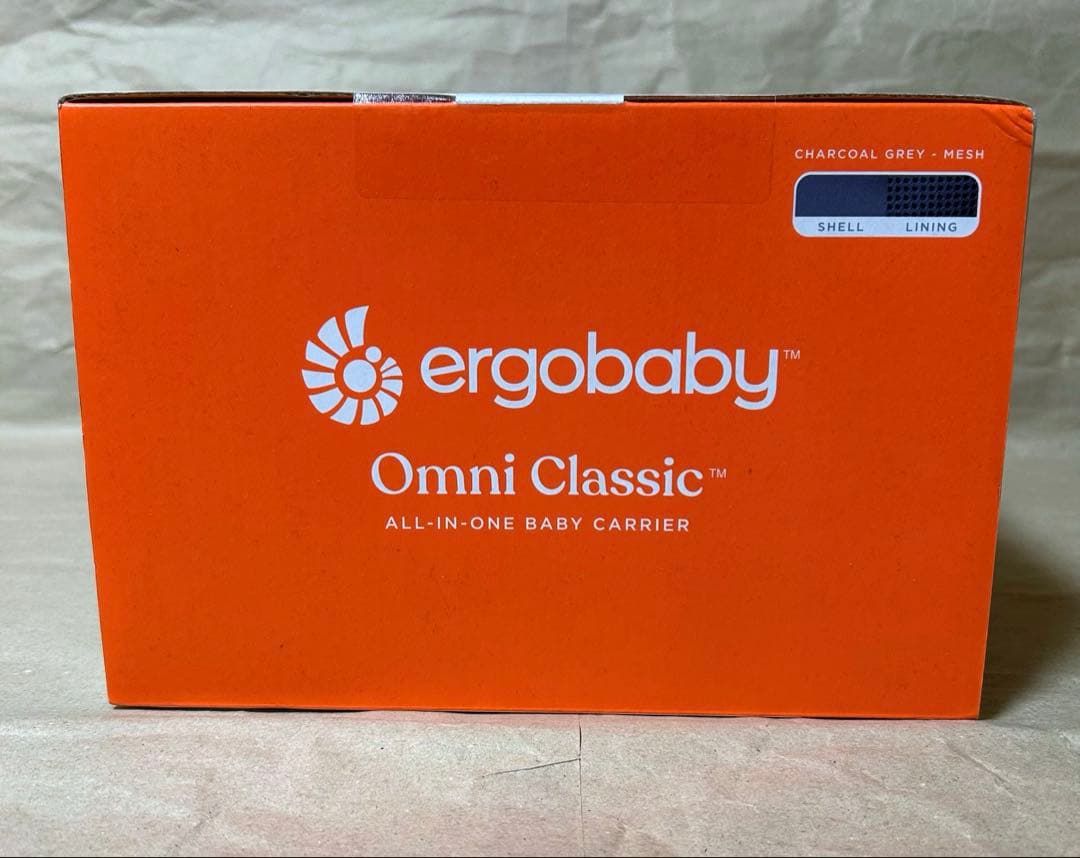 CHARCOAL GREY - MESH
SHELL LINING
ergobaby™
Omni Classic™
ALL-IN-ONE BABY CARRIER